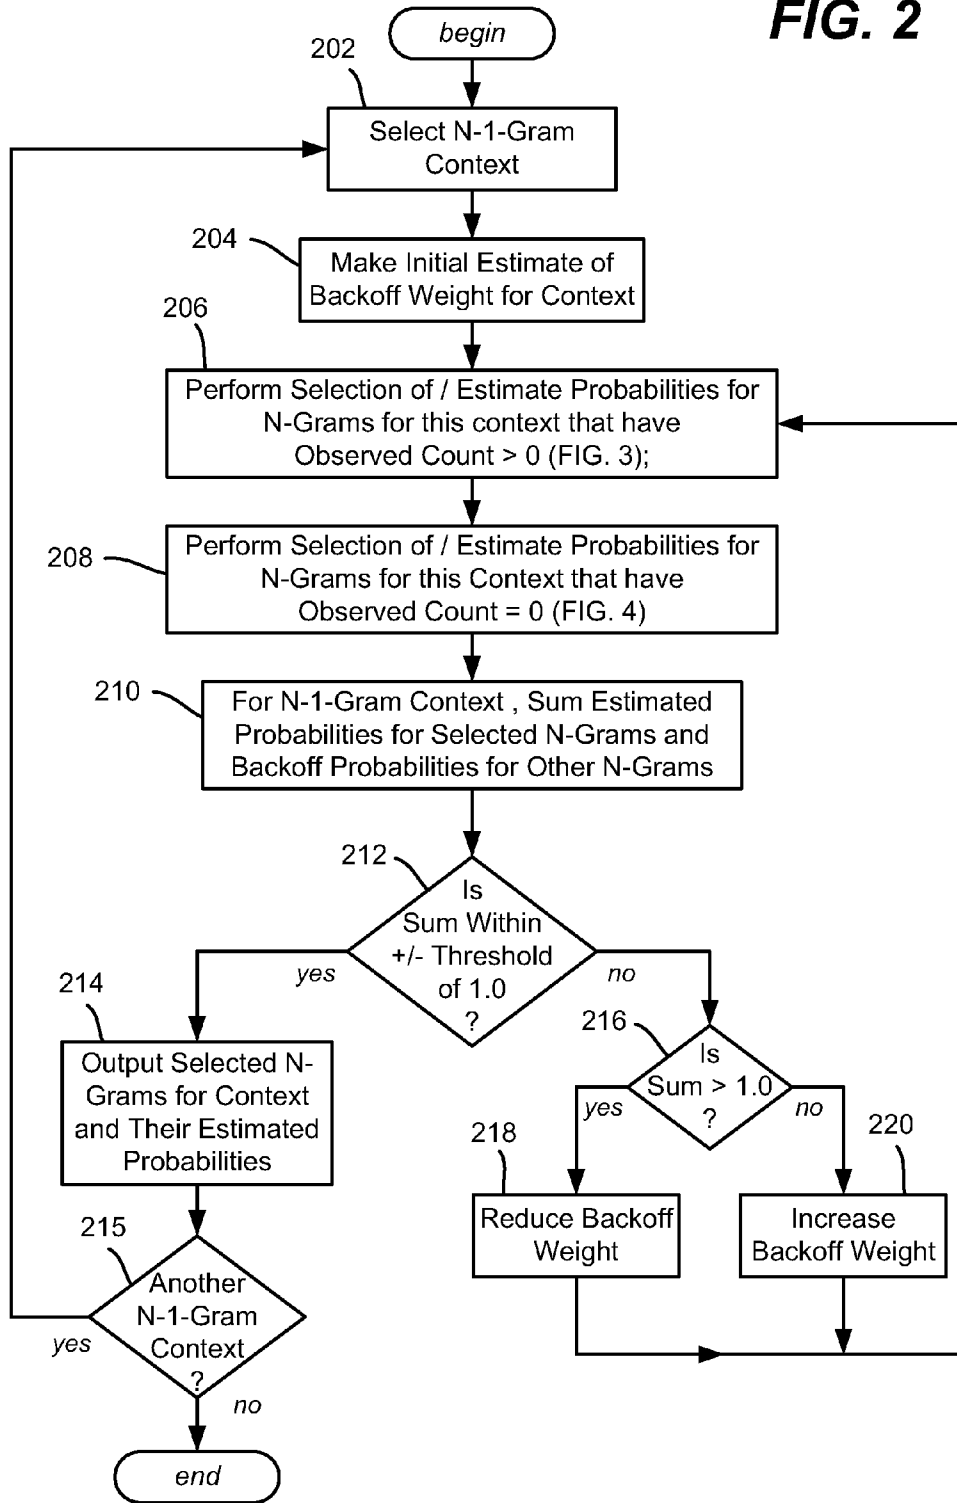 FIG. 2
begin
202
Select N-1-Gram
Context
204
Make Initial Estimate of
Backoff Weight for Context
206
Perform Selection of / Estimate Probabilities for
N-Grams for this context that have
Observed Count > 0 (FIG. 3);
208
Perform Selection of / Estimate Probabilities for
N-Grams for this Context that have
Observed Count = 0 (FIG. 4)
210
For N-1-Gram Context , Sum Estimated
Probabilities for Selected N-Grams and
Backoff Probabilities for Other N-Grams
212
Is
Sum Within
+/- Threshold
of 1.0
?
yes
no
214
Output Selected N-
Grams for Context
and Their Estimated
Probabilities
216
Is
Sum > 1.0
?
yes
no
218
Reduce Backoff
Weight
220
Increase
Backoff Weight
215
Another
N-1-Gram
Context
?
yes
no
end